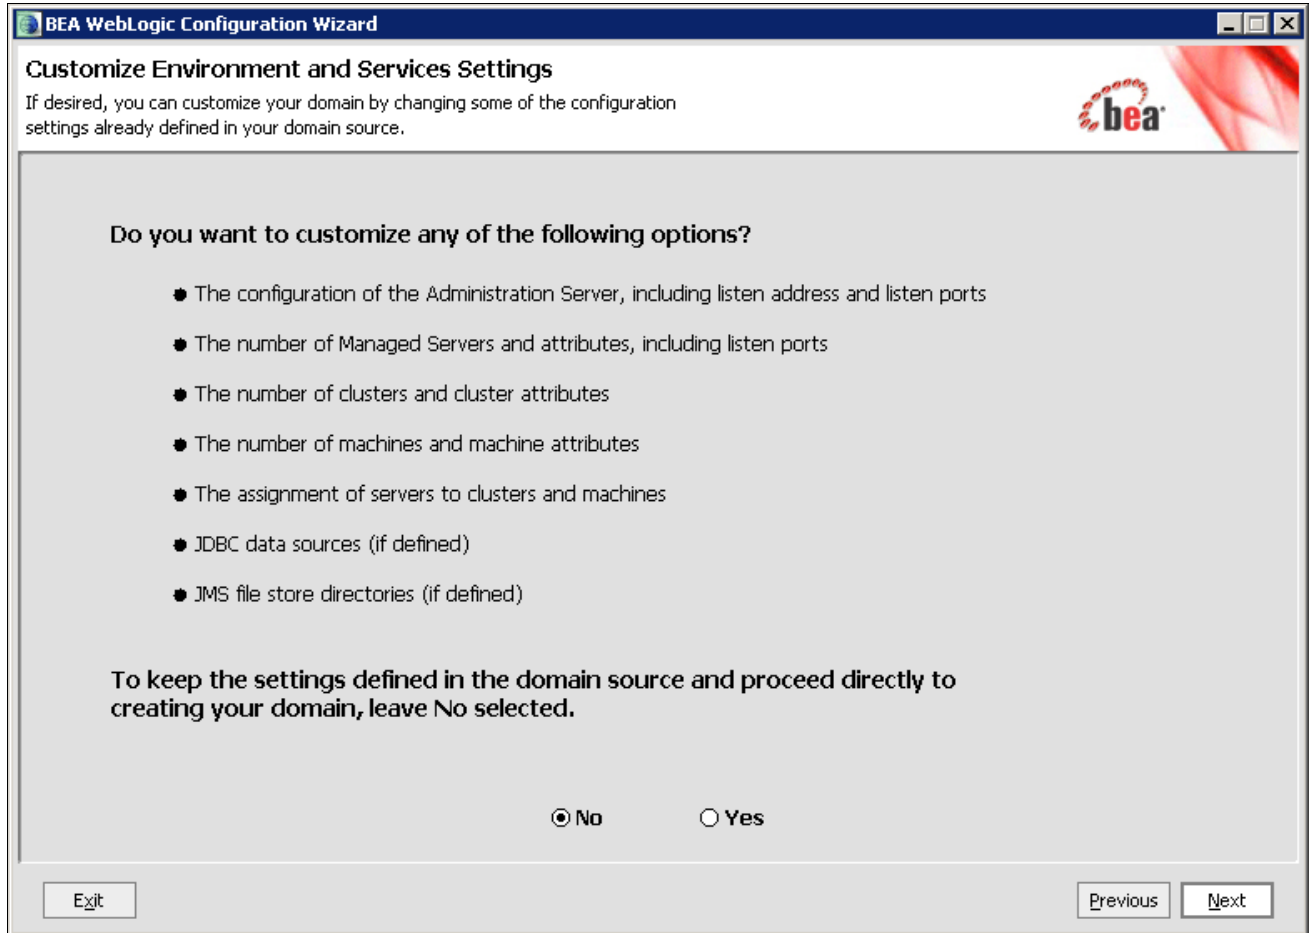 BEA WebLogic Configuration Wizard
Customize Environment and Services Settings
If desired, you can customize your domain by changing some of the configuration
settings already defined in your domain source.
bea
Do you want to customize any of the following options?
The configuration of the Administration Server, including listen address and listen ports
The number of Managed Servers and attributes, including listen ports
The number of clusters and cluster attributes
The number of machines and machine attributes
The assignment of servers to clusters and machines
JDBC data sources (if defined)
JMS file store directories (if defined)
To keep the settings defined in the domain source and proceed directly to
creating your domain, leave No selected.
No Yes
Exit Previous Next